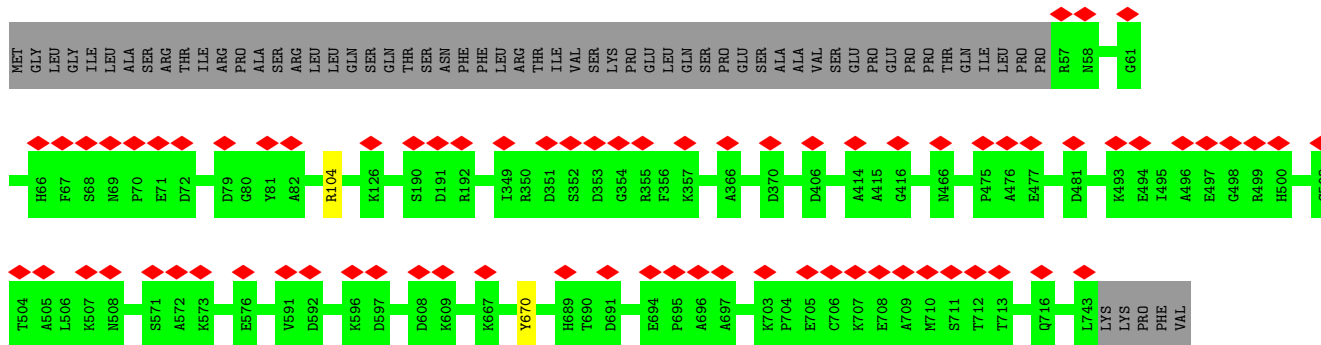 MET GLY LEU GLY ILE LEU ALA SER ARG THR ILE ARG PRO ALA SER ARG LEU LEU GLN SER GLN THR SER ASN PHE PHE LEU ARG THR ILE VAL SER LYS PRO GLU LEU GLN SER PRO GLU SER ALA ALA VAL SER GLU PRO GLU PRO PRO THR GLN ILE LEU PRO PRO R57 N58 G61
H66 F67 S68 N69 P70 E71 D72 D79 G80 Y81 A82 R104 K126 S190 D191 R192 I349 R350 D351 S352 D353 G354 R355 F356 K357 A366 D370 D406 A414 A415 G416 N466 P475 A476 E477 D481 K493 E494 I495 A496 E497 G498 R499 H500
T504 A505 L506 K507 N508 S571 A572 K573 E576 V591 D592 K596 D597 D608 K609 K667 Y670 H689 T690 D691 E694 P695 A696 A697 K703 P704 E705 C706 K707 E708 A709 M710 S711 T712 T713 Q716 L743 LYS LYS PRO PHE VAL